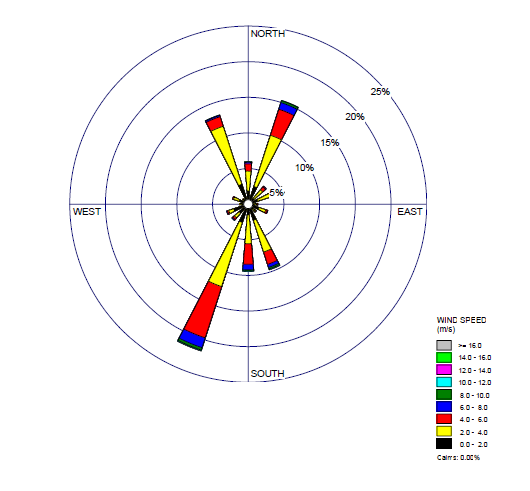 NORTH
25%
20%
15%
10%
5%
WEST
EAST
SOUTH
WIND SPEED
(m/s)
>= 16.0
14.0 - 16.0
12.0 - 14.0
10.0 - 12.0
8.0 - 10.0
6.0 - 8.0
4.0 - 6.0
2.0 - 4.0
0.0 - 2.0
Calms: 0.00%